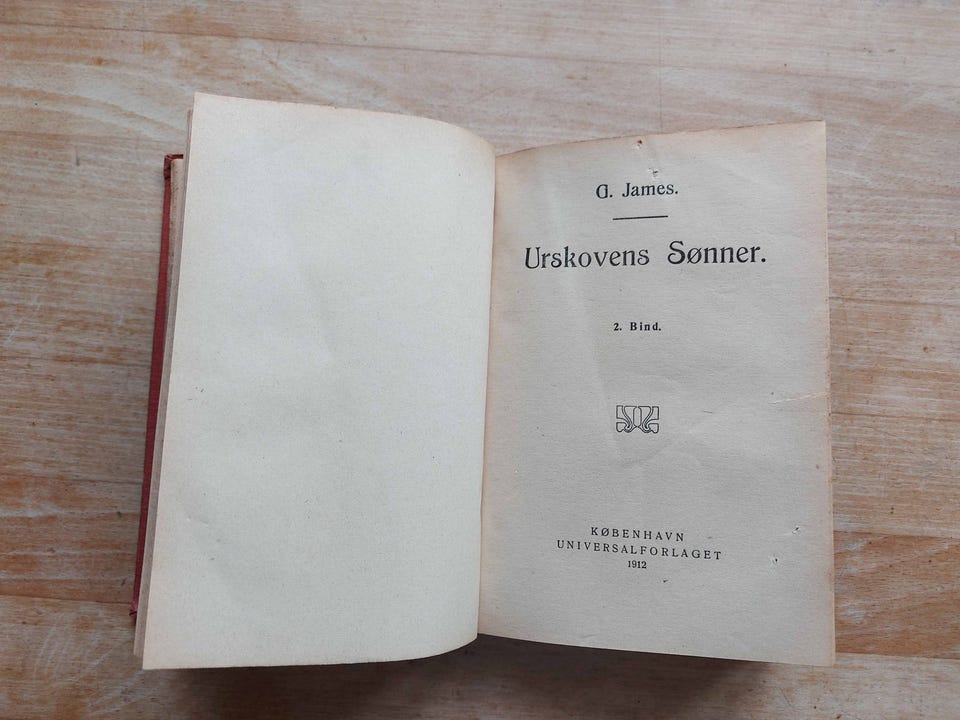 G. James.
Urskovens Sønner.
2. Bind.
KØBENHAVN
UNIVERSALFORLAGET
1912